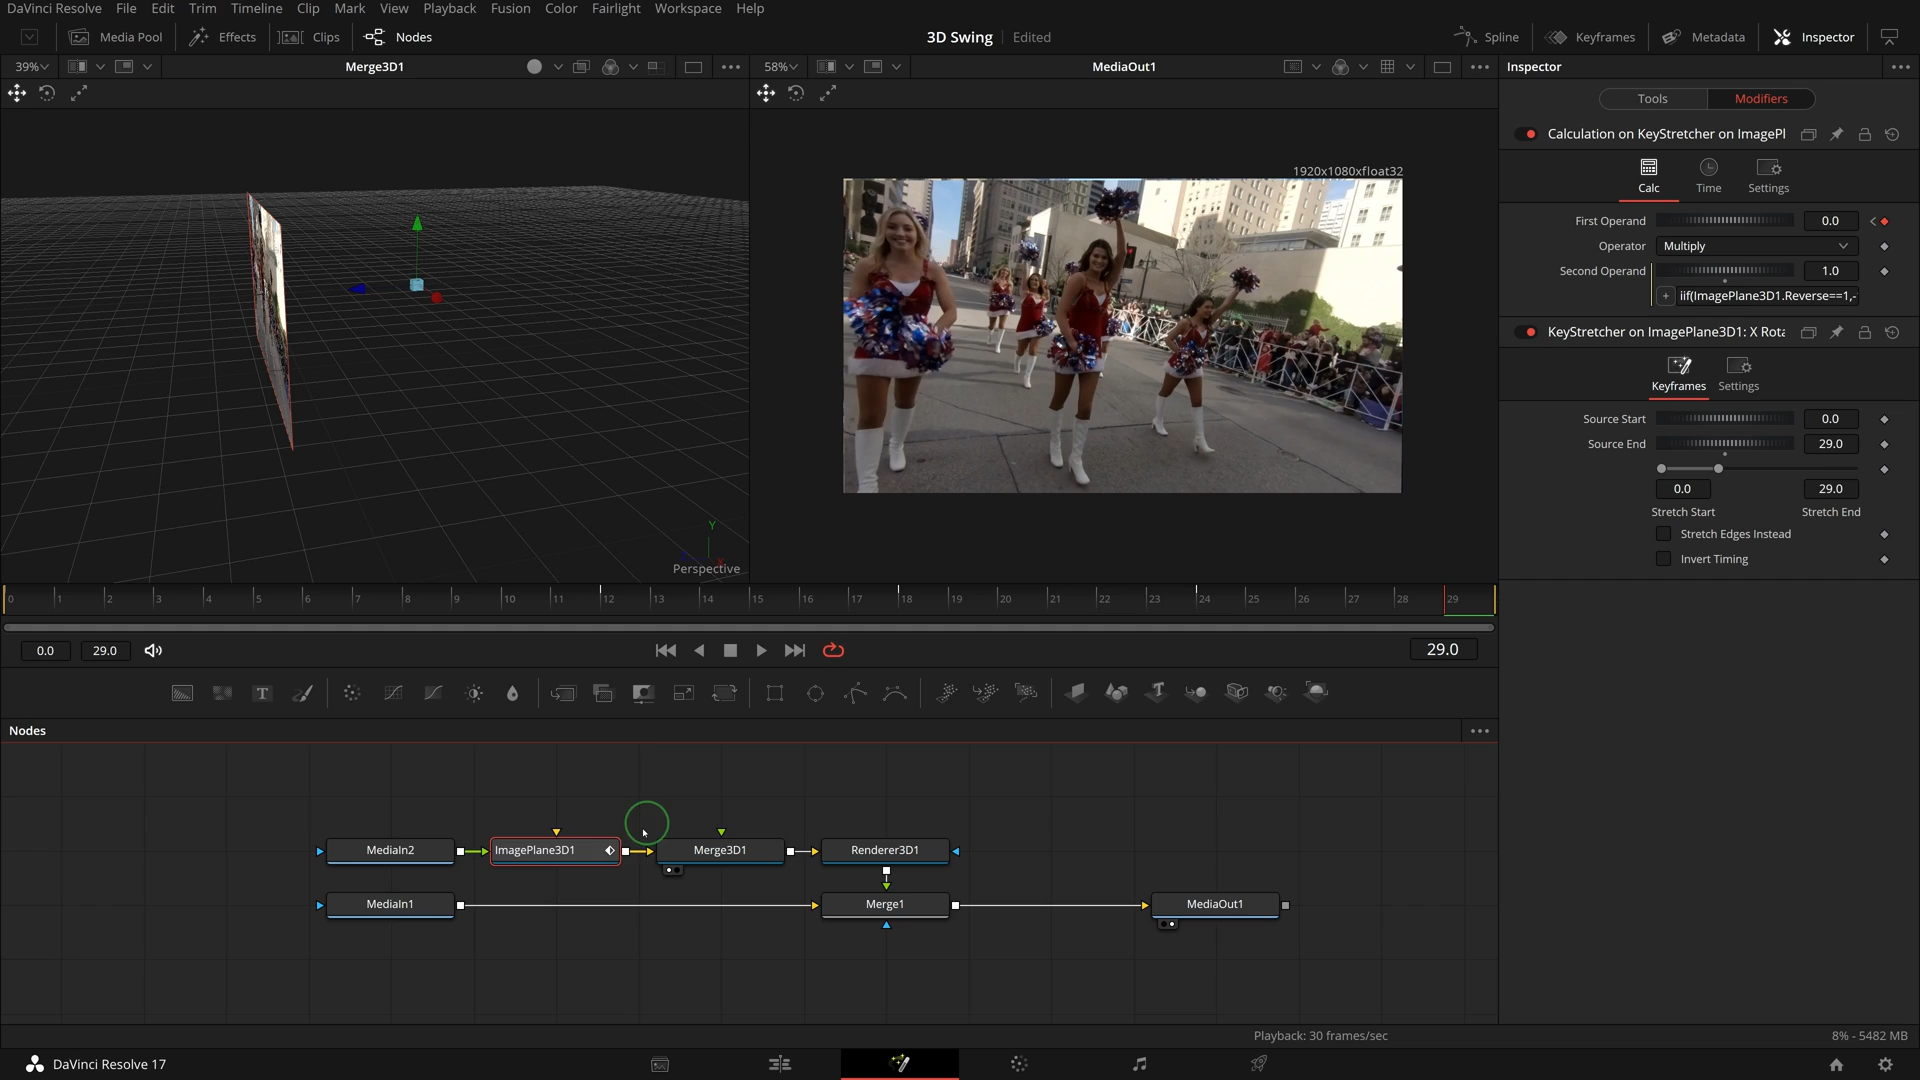 DaVinci Resolve File Edit Trim Timeline Clip Mark View Playback Fusion Color Fairlight Workspace Help
Media Pool Effects Clips Nodes 3D Swing Edited Spline Keyframes Metadata Inspector
39% Merge3D1 58% MediaOut1 Inspector
Tools Modifiers
Calculation on KeyStretcher on ImagePl
1920x1080xfloat32
Calc Time Settings
First Operand 0.0
Operator Multiply
Second Operand 1.0
iif(ImagePlane3D1.Reverse==1,-
KeyStretcher on ImagePlane3D1: X Rota
Keyframes Settings
Source Start 0.0
Source End 29.0
0.0 29.0
Stretch Start Stretch End
Stretch Edges Instead
Invert Timing
Y
X
Perspective
0 1 2 3 4 5 6 7 8 9 10 11 12 13 14 15 16 17 18 19 20 21 22 23 24 25 26 27 28 29
0.0 29.0 29.0
T
Nodes
MediaIn2 ImagePlane3D1 Merge3D1 Renderer3D1
MediaIn1 Merge1 MediaOut1
Playback: 30 frames/sec 8% - 5482 MB
DaVinci Resolve 17